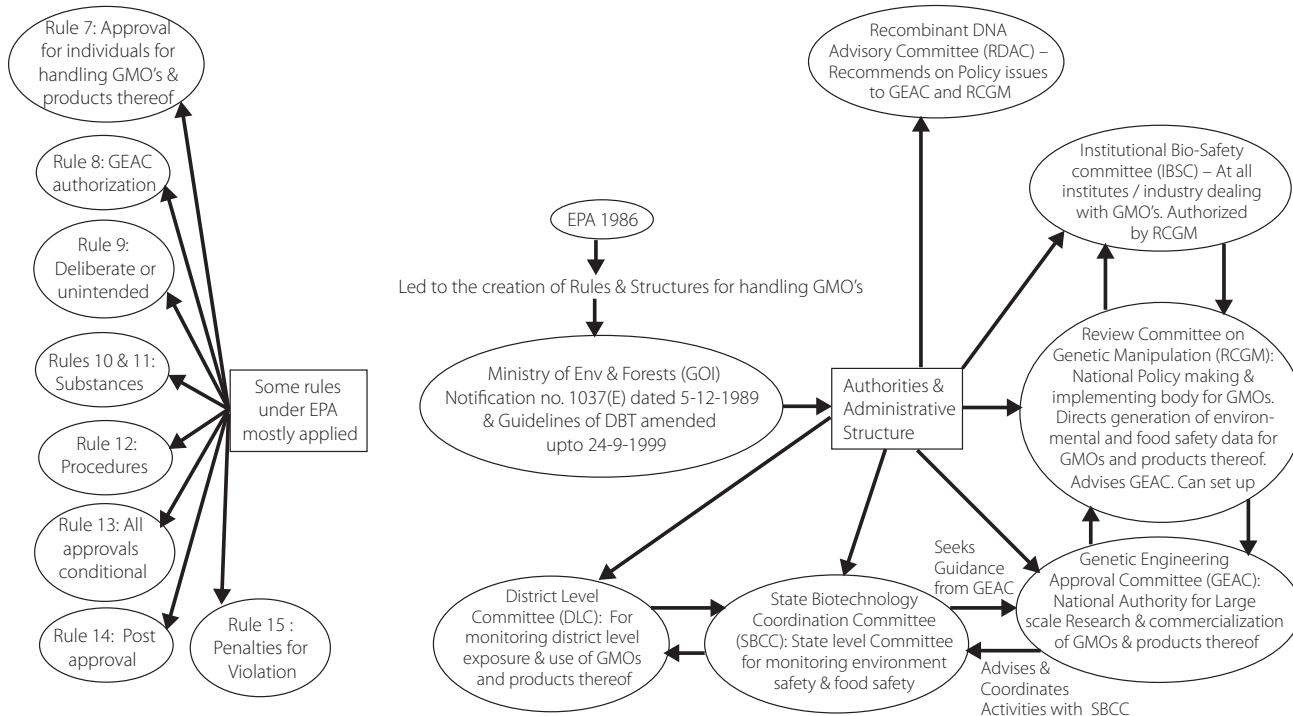 Rule 7: Approval
for individuals for
handling GMO's &
products thereof
Rule 8: GEAC
authorization
Rule 9:
Deliberate or
unintended
Rules 10 & 11:
Substances
Rule 12:
Procedures
Rule 13: All
approvals
conditional
Rule 14: Post
approval
Rule 15 :
Penalties for
Violation
Some rules
under EPA
mostly applied
EPA 1986
Led to the creation of Rules & Structures for handling GMO's
Ministry of Env & Forests (GOI)
Notification no. 1037(E) dated 5-12-1989
& Guidelines of DBT amended
upto 24-9-1999
Authorities &
Administrative
Structure
Recombinant DNA
Advisory Committee (RDAC) –
Recommends on Policy issues
to GEAC and RCGM
Institutional Bio-Safety
committee (IBSC) – At all
institutes / industry dealing
with GMO's. Authorized
by RCGM
Review Committee on
Genetic Manipulation (RCGM):
National Policy making &
implementing body for GMOs.
Directs generation of environ-
mental and food safety data for
GMOs and products thereof.
Advises GEAC. Can set up
Genetic Engineering
Approval Committee (GEAC):
National Authority for Large
scale Research & commercialization
of GMOs & products thereof
Seeks
Guidance
from GEAC
State Biotechnology
Coordination Committee
(SBCC): State level Committee
for monitoring environment
safety & food safety
Advises &
Coordinates
Activities with SBCC
District Level
Committee (DLC): For
monitoring district level
exposure & use of GMOs
and products thereof